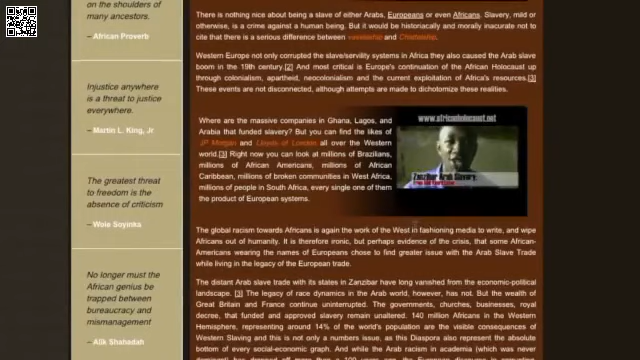 on the shoulders of
many ancestors.
– African Proverb
Injustice anywhere
is a threat to justice
everywhere.
– Martin L. King, Jr
The greatest
threat to freedom is the
absence of criticism
– Wole Soyinka
No longer must the
African genius be
trapped between
bureaucracy and
mismanagement
– Alik Shahadah
There is nothing nice about being a slave of either Arabs, Europeans or even Africans. Slavery, mild or
otherwise, is a crime against a human being. But it would be historically and morally inacurate not to
cite that there is a serious difference between vassalship and Chattelship.
Western Europe not only corrupted the slave/servility systems in Africa they also caused the Arab slave
boom in the 19th century.[2] And most critical is Europe's continuation of the African Holocaust up
through colonialism, apartheid, neocolonialism and the current exploitation of Africa's resources.[3]
These events are not disconnected, although attempts are made to dichotomize these realities.
Where are the massive companies in Ghana, Lagos, and
Arabia that funded slavery? But you can find the likes of
JP Morgan and Lloyds of London all over the Western
world.[3] Right now you can look at millions of Brazilians,
millions of African Americans, millions of African
Caribbean, millions of broken communities in West Africa,
millions of people in South Africa, every single one of them
the product of European systems.
www.africanholocaust.net
Zanzibar Arab Slavery
The global racism towards Africans is again the work of the West in fashioning media to write, and wipe
Africans out of humanity. It is therefore ironic, but perhaps evidence of the crisis, that some African-
Americans wearing the names of Europeans chose to find greater issue with the Arab Slave Trade
while living in the legacy of the European trade.
The distant Arab slave trade with its states in Zanzibar have long vanished from the economic-political
landscape. [3] The legacy of race dynamics in the Arab world, however, has not. But the wealth of
Great Britain and France continue uninterrupted. The governments, churches, businesses, royal
decree, that funded and approved slavery remain unaltered. 140 million Africans in the Western
Hemisphere, representing around 14% of the world's population are the visible consequences of
Western Slaving and this is not only a numbers issue, as this Diaspora also represent the absolute
bottom of every social-economic graph. And while the Arab racism in academia (which was never